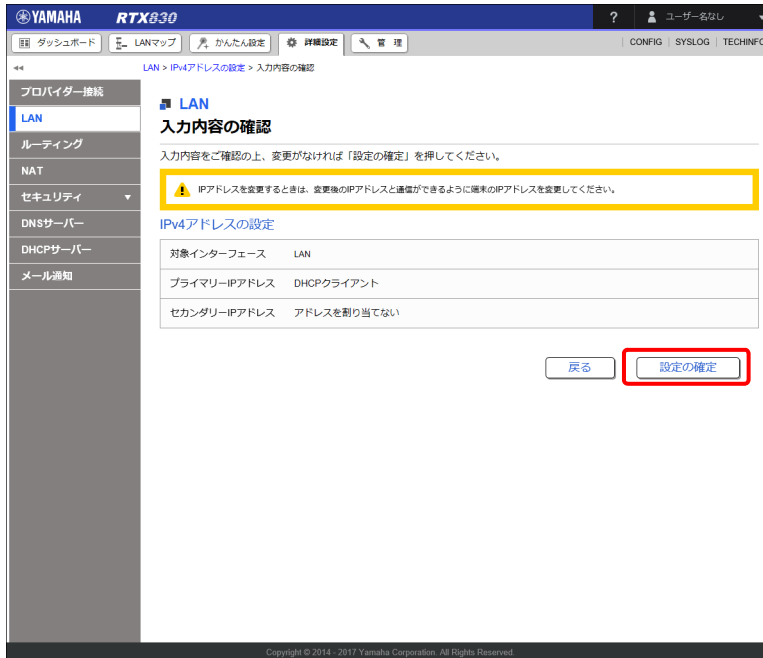 YAMAHA RTX830 ? ユーザー名なし
ダッシュボード LANマップ かんたん設定 詳細設定 管 理 CONFIG SYSLOG TECHINFO
LAN > IPv4アドレスの設定 > 入力内容の確認
プロバイダー接続
LAN
ルーティング
NAT
セキュリティ
DNSサーバー
DHCPサーバー
メール通知
LAN
入力内容の確認
入力内容をご確認の上、変更がなければ「設定の確定」を押してください。
IPアドレスを変更するときは、変更後のIPアドレスと通信ができるように端末のIPアドレスを変更してください。
IPv4アドレスの設定
対象インターフェース LAN
プライマリーIPアドレス DHCPクライアント
セカンダリーIPアドレス アドレスを割り当てない
戻る 設定の確定
Copyright © 2014 - 2017 Yamaha Corporation. All Rights Reserved.